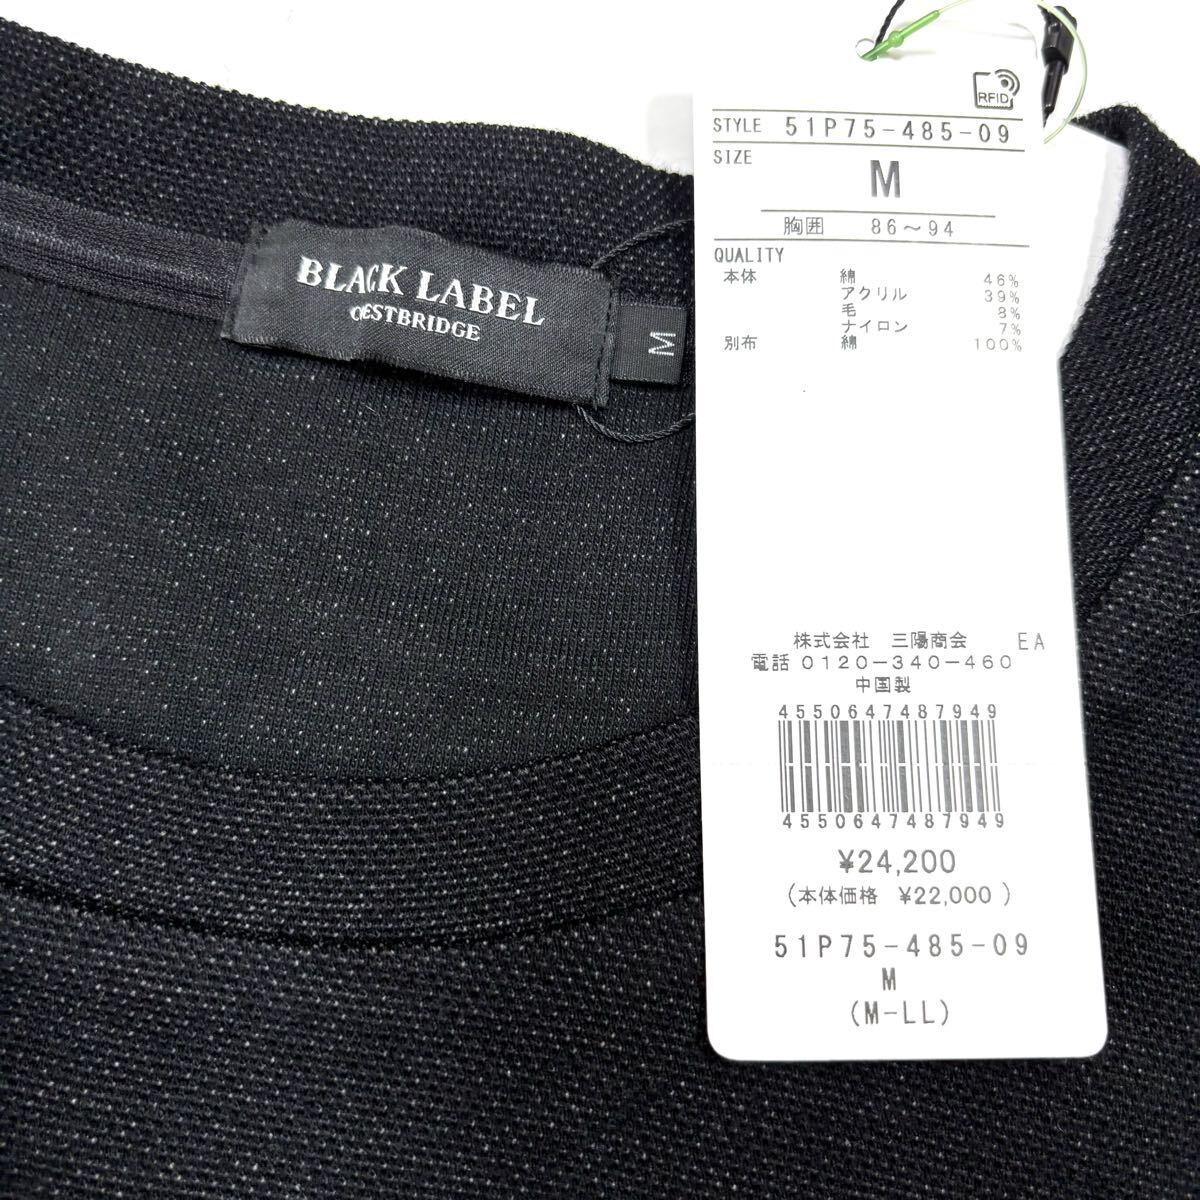 BLACK LABEL
CRESTBRIDGE
M
RFID
STYLE 51P75-485-09
SIZE
M
胸囲 86～94
QUALITY
本体 綿 46%
アクリル 39%
毛 8%
ナイロン 7%
別布 綿 100%
株式会社 三陽商会 EA
電話 0120-340-460
中国製
4550647487949
4550647487949
¥24,200
(本体価格 ¥22,000 )
51P75-485-09
M
(M-LL)